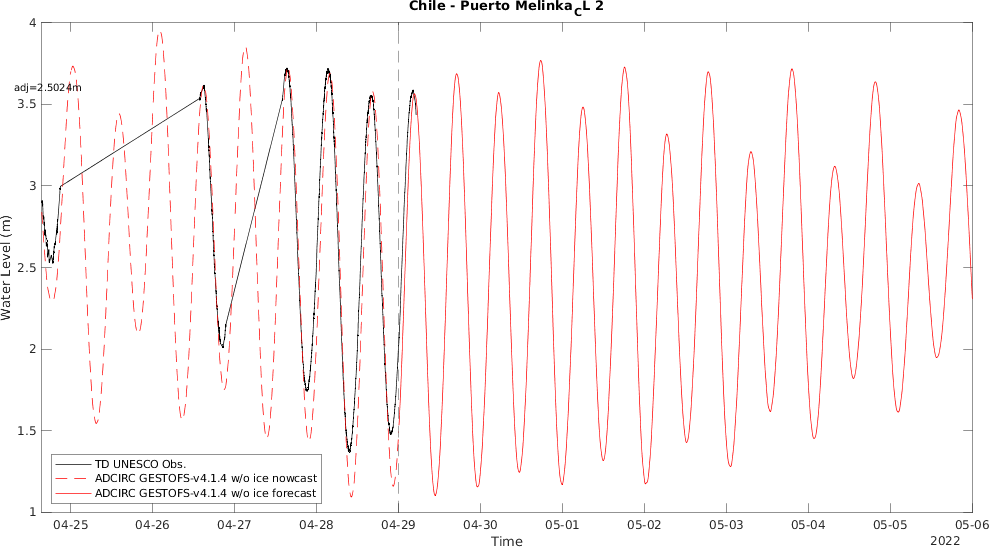 Chile - Puerto Melinka_CL 2
adj=2.5024m
Water Level (m)
4
3.5
3
2.5
2
1.5
1
TD UNESCO Obs.
ADCIRC GESTOFS-v4.1.4 w/o ice nowcast
ADCIRC GESTOFS-v4.1.4 w/o ice forecast
04-25 04-26 04-27 04-28 04-29 04-30 05-01 05-02 05-03 05-04 05-05 05-06
Time
2022